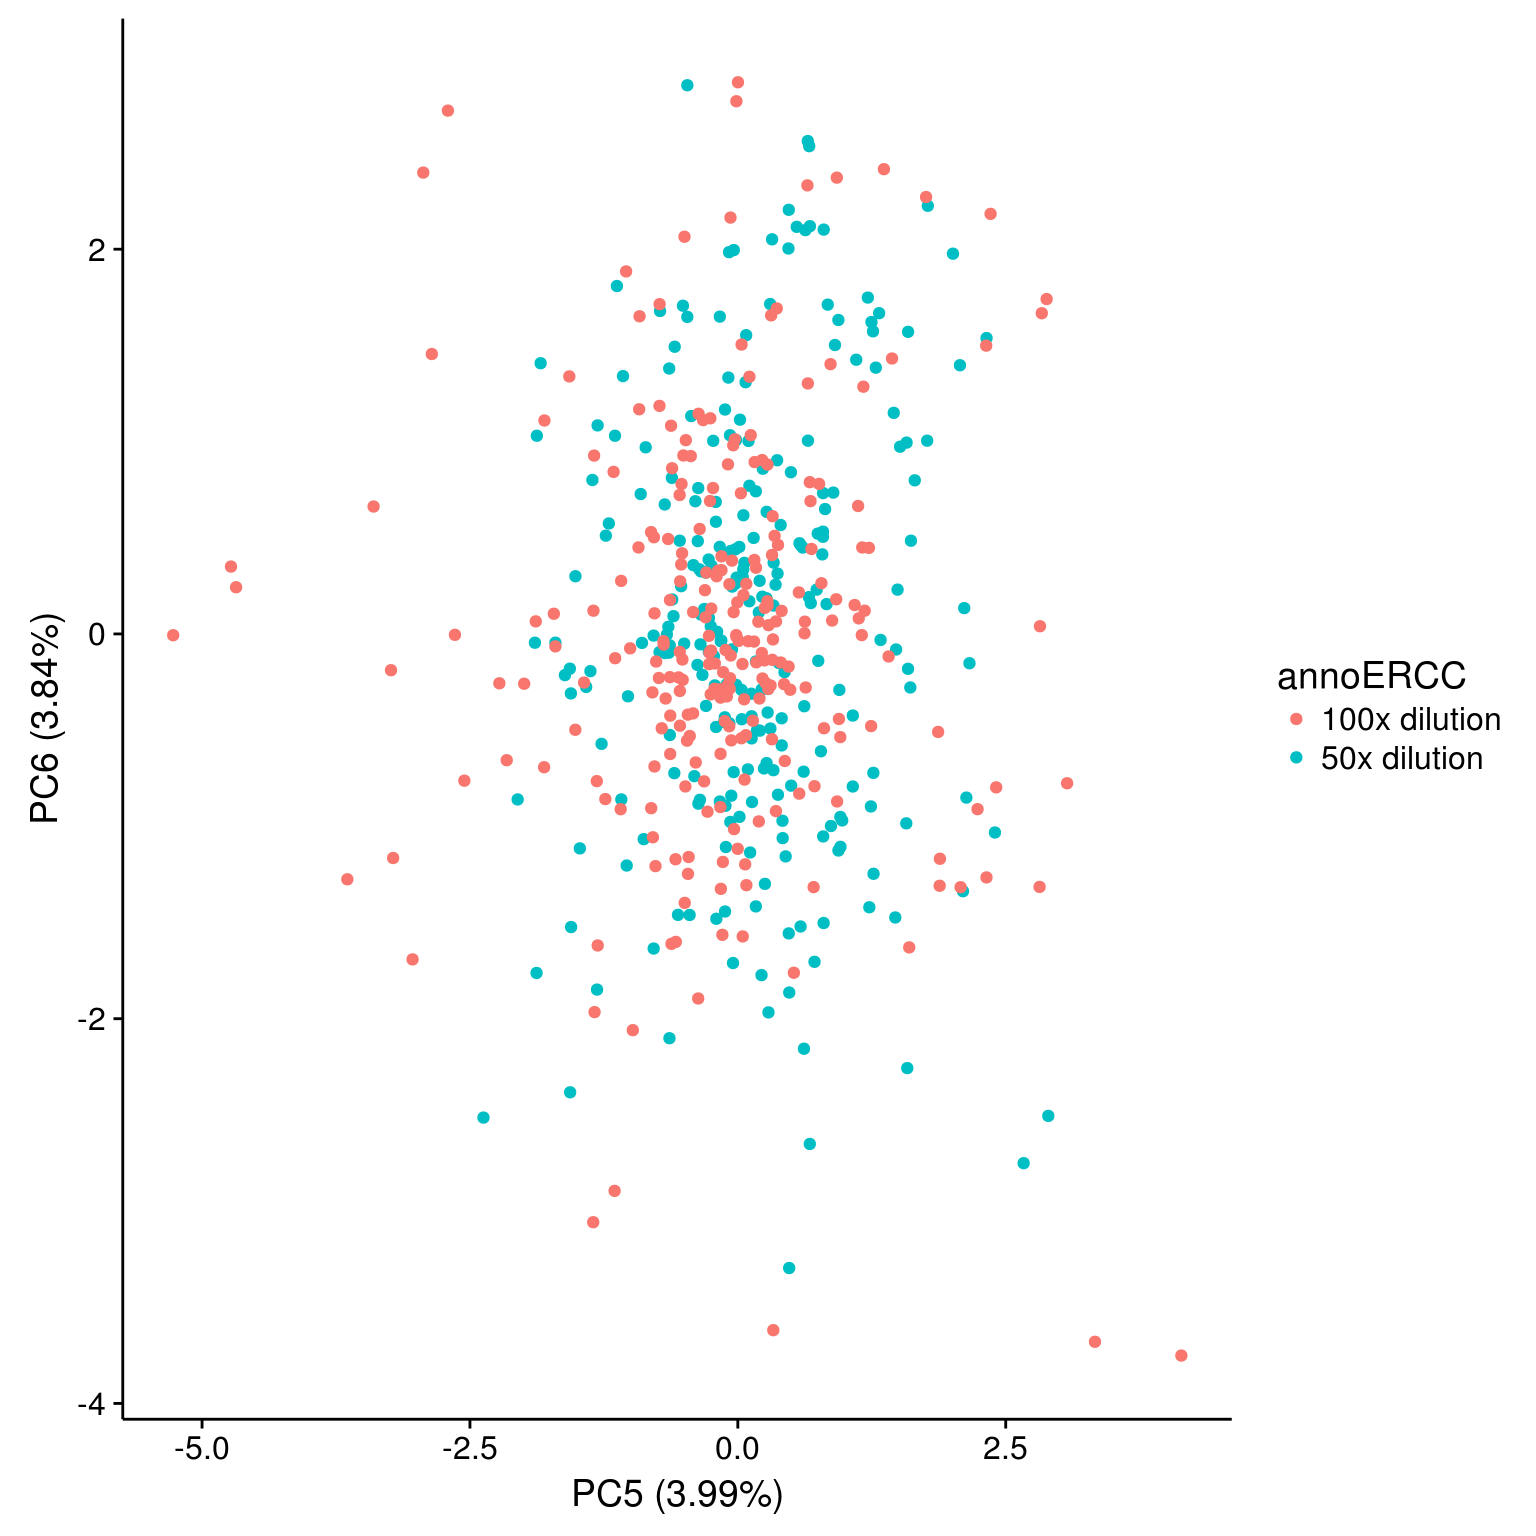 2
0
-2
-4
PC6 (3.84%)
-5.0
-2.5
0.0
2.5
PC5 (3.99%)
annoERCC
100x dilution
50x dilution